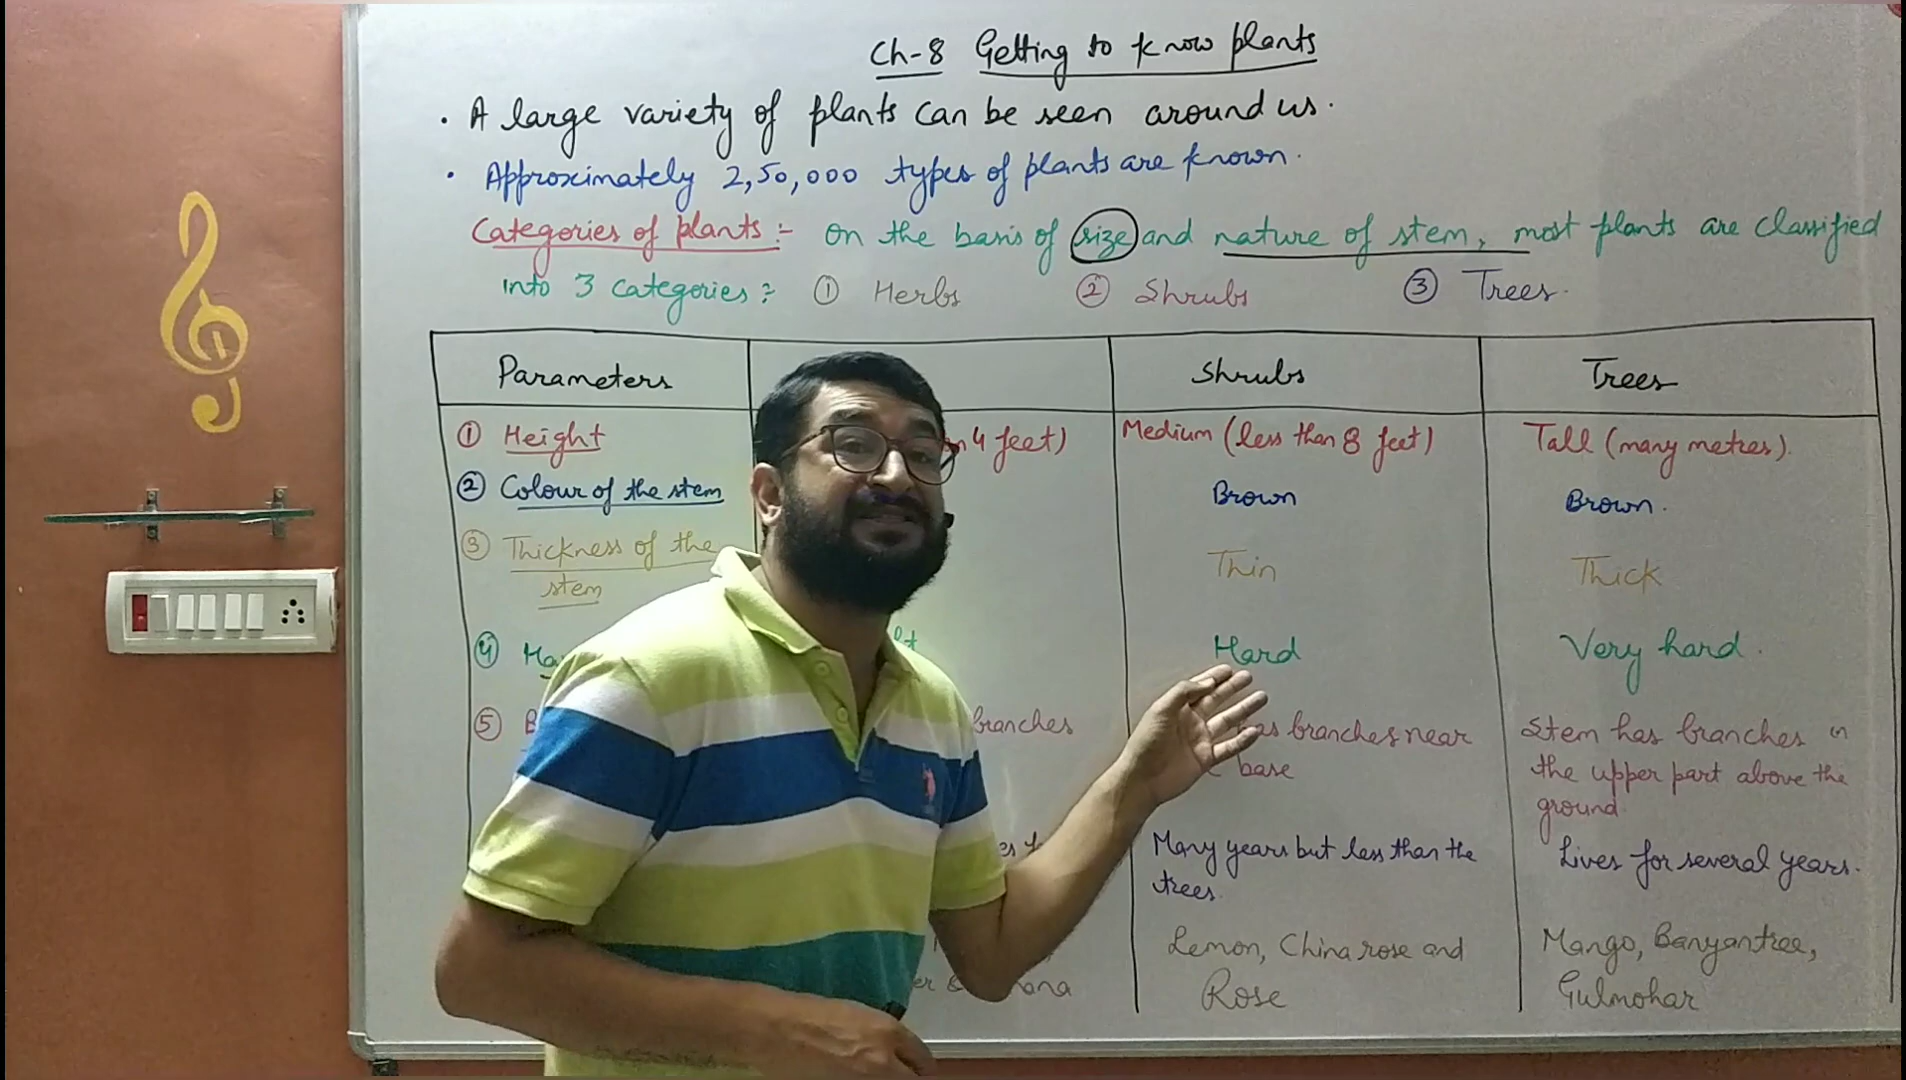 Ch-8 Getting to know plants
• A large variety of plants can be seen around us.
• Approximately 2,50,000 types of plants are known.
Categories of plants :- On the basis of size and nature of stem, most plants are classified
into 3 categories :- ① Herbs ② Shrubs ③ Trees.
Parameters Shrubs Trees
① Height 4 feet) Medium (less than 8 feet) Tall (many metres).
② Colour of the stem Brown Brown.
③ Thickness of the Thin Thick
stem
④ Hard Very hard.
⑤ branches has branches near Stem has branches in
base the upper part above the
ground
Many years but less than the Lives for several years.
trees.
Lemon, China rose and Mango, Banyantree,
Rose Gulmohar